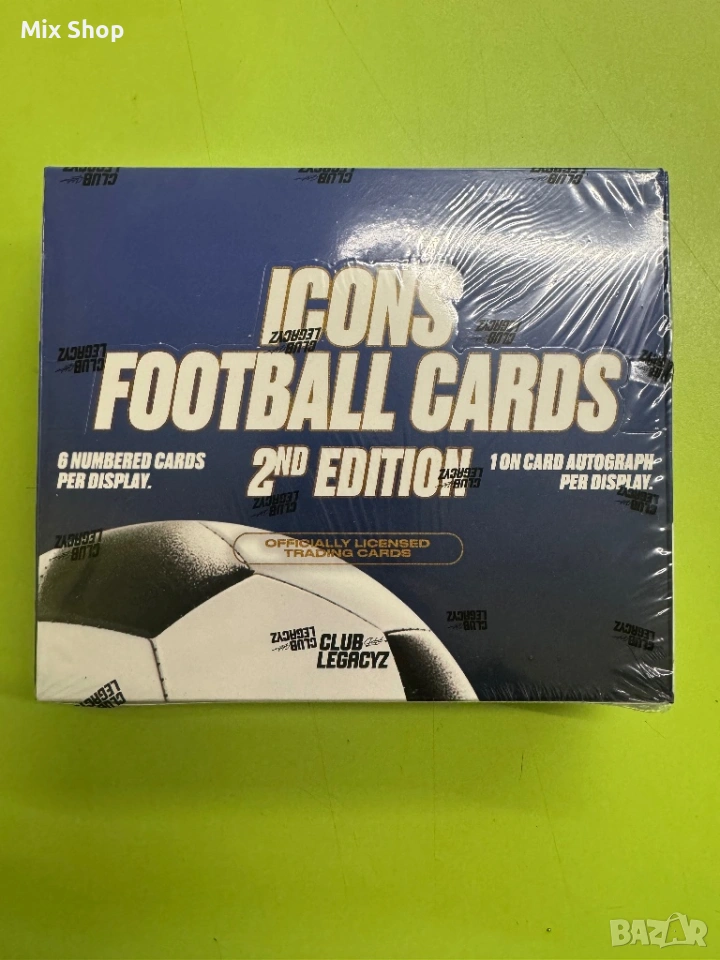 Mix Shop
ICONS
FOOTBALL CARDS
2ND EDITION
6 NUMBERED CARDS
PER DISPLAY.
1 ON CARD AUTOGRAPH
PER DISPLAY.
OFFICIALLY LICENSED
TRADING CARDS
CLUB
LEGACYZ
CLUB
LEGACYZ
BAZAR